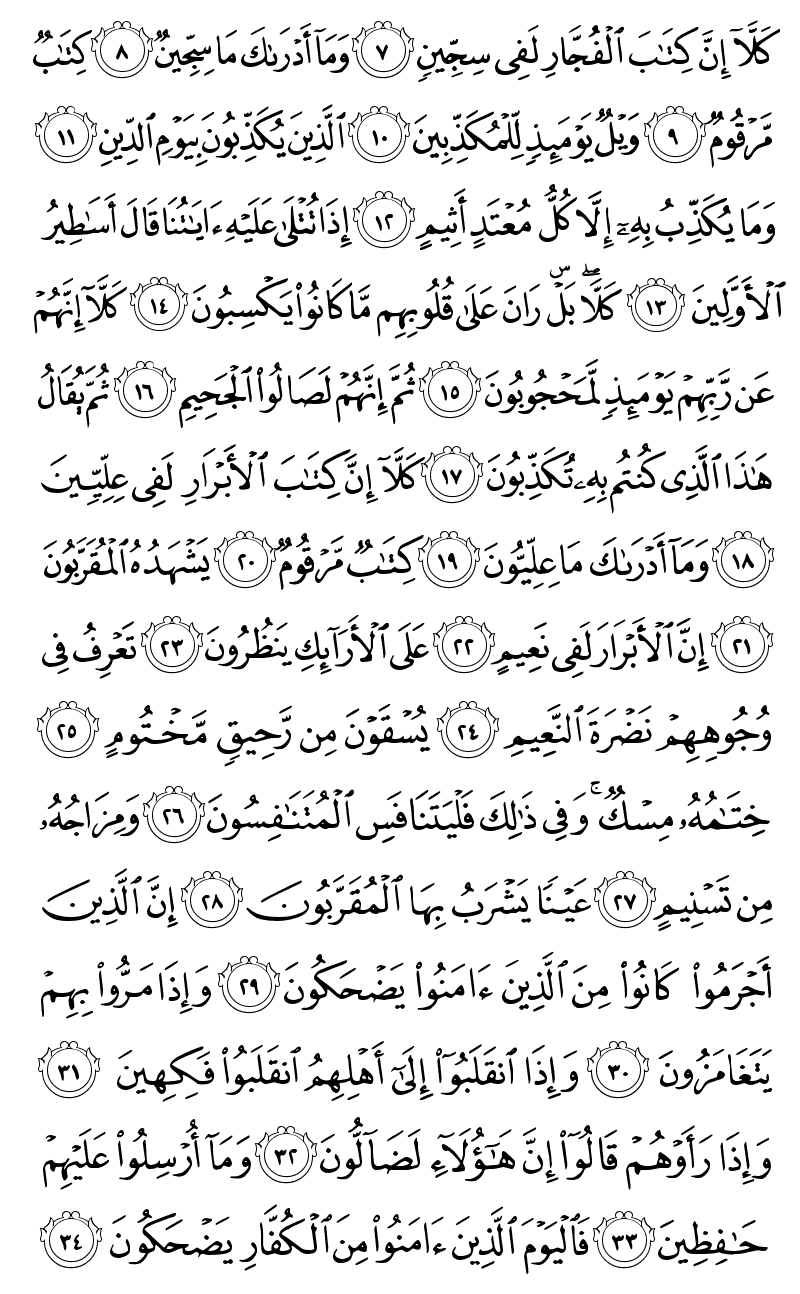 كَلَّآ إِنَّ كِتَٰبَ ٱلْفُجَّارِ لَفِى سِجِّينٍ ٧ وَمَآ أَدْرَىٰكَ مَا سِجِّينٌ ٨ كِتَٰبٌ
مَّرْقُومٌ ٩ وَيْلٌ يَوْمَئِذٍ لِّلْمُكَذِّبِينَ ١٠ ٱلَّذِينَ يُكَذِّبُونَ بِيَوْمِ ٱلدِّينِ ١١
وَمَا يُكَذِّبُ بِهِۦٓ إِلَّا كُلُّ مُعْتَدٍ أَثِيمٍ ١٢ إِذَا تُتْلَىٰ عَلَيْهِ ءَايَٰتُنَا قَالَ أَسَٰطِيرُ
ٱلْأَوَّلِينَ ١٣ كَلَّا ۖ بَلْ ۜ رَانَ عَلَىٰ قُلُوبِهِم مَّا كَانُوا۟ يَكْسِبُونَ ١٤ كَلَّآ إِنَّهُمْ
عَن رَّبِّهِمْ يَوْمَئِذٍ لَّمَحْجُوبُونَ ١٥ ثُمَّ إِنَّهُمْ لَصَالُوا۟ ٱلْجَحِيمِ ١٦ ثُمَّ يُقَالُ
هَٰذَا ٱلَّذِى كُنتُم بِهِۦ تُكَذِّبُونَ ١٧ كَلَّآ إِنَّ كِتَٰبَ ٱلْأَبْرَارِ لَفِى عِلِّيِّينَ
١٨ وَمَآ أَدْرَىٰكَ مَا عِلِّيُّونَ ١٩ كِتَٰبٌ مَّرْقُومٌ ٢٠ يَشْهَدُهُ ٱلْمُقَرَّبُونَ
٢١ إِنَّ ٱلْأَبْرَارَ لَفِى نَعِيمٍ ٢٢ عَلَى ٱلْأَرَآئِكِ يَنظُرُونَ ٢٣ تَعْرِفُ فِى
وُجُوهِهِمْ نَضْرَةَ ٱلنَّعِيمِ ٢٤ يُسْقَوْنَ مِن رَّحِيقٍ مَّخْتُومٍ ٢٥
خِتَٰمُهُۥ مِسْكٌ ۚ وَفِى ذَٰلِكَ فَلْيَتَنَافَسِ ٱلْمُتَنَٰفِسُونَ ٢٦ وَمِزَاجُهُۥ
مِن تَسْنِيمٍ ٢٧ عَيْنًا يَشْرَبُ بِهَا ٱلْمُقَرَّبُونَ ٢٨ إِنَّ ٱلَّذِينَ
أَجْرَمُوا۟ كَانُوا۟ مِنَ ٱلَّذِينَ ءَامَنُوا۟ يَضْحَكُونَ ٢٩ وَإِذَا مَرُّوا۟ بِهِمْ
يَتَغَامَزُونَ ٣٠ وَإِذَا ٱنقَلَبُوٓا۟ إِلَىٰٓ أَهْلِهِمُ ٱنقَلَبُوا۟ فَكِهِينَ ٣١
وَإِذَا رَأَوْهُمْ قَالُوٓا۟ إِنَّ هَٰٓؤُلَآءِ لَضَآلُّونَ ٣٢ وَمَآ أُرْسِلُوا۟ عَلَيْهِمْ
حَٰفِظِينَ ٣٣ فَٱلْيَوْمَ ٱلَّذِينَ ءَامَنُوا۟ مِنَ ٱلْكُفَّارِ يَضْحَكُونَ ٣٤